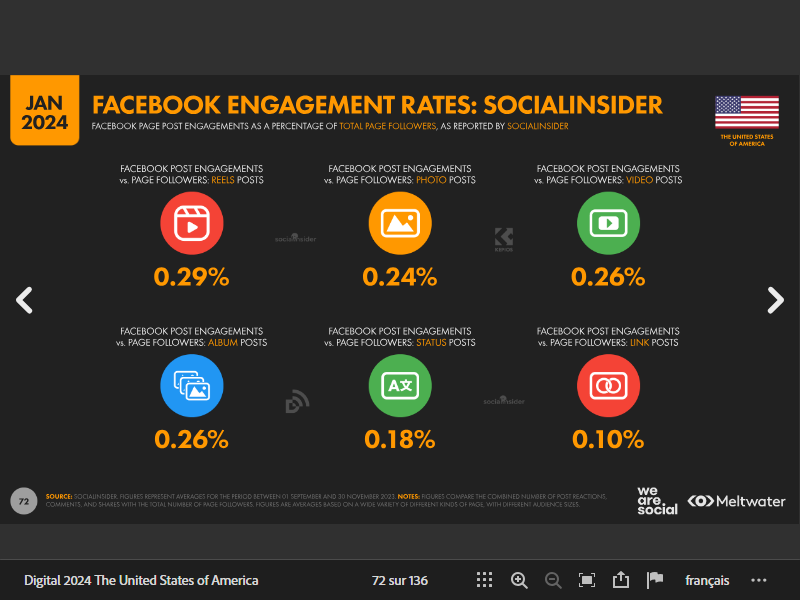 JAN
2024
FACEBOOK ENGAGEMENT RATES: SOCIALINSIDER
FACEBOOK PAGE POST ENGAGEMENTS AS A PERCENTAGE OF TOTAL PAGE FOLLOWERS, AS REPORTED BY SOCIALINSIDER
THE UNITED STATES
OF AMERICA
FACEBOOK POST ENGAGEMENTS
vs. PAGE FOLLOWERS: REELS POSTS
0.29%
FACEBOOK POST ENGAGEMENTS
vs. PAGE FOLLOWERS: PHOTO POSTS
0.24%
FACEBOOK POST ENGAGEMENTS
vs. PAGE FOLLOWERS: VIDEO POSTS
0.26%
socialinsider
KEPIOS
FACEBOOK POST ENGAGEMENTS
vs. PAGE FOLLOWERS: ALBUM POSTS
0.26%
FACEBOOK POST ENGAGEMENTS
vs. PAGE FOLLOWERS: STATUS POSTS
A文
0.18%
FACEBOOK POST ENGAGEMENTS
vs. PAGE FOLLOWERS: LINK POSTS
0.10%
socialinsider
72
SOURCE: SOCIALINSIDER. FIGURES REPRESENT AVERAGES FOR THE PERIOD BETWEEN 01 SEPTEMBER AND 30 NOVEMBER 2023. NOTES: FIGURES COMPARE THE COMBINED NUMBER OF POST REACTIONS,
COMMENTS, AND SHARES WITH THE TOTAL NUMBER OF PAGE FOLLOWERS. FIGURES ARE AVERAGES BASED ON A WIDE VARIETY OF DIFFERENT KINDS OF PAGE, WITH DIFFERENT AUDIENCE SIZES.
we
are
social
Meltwater
Digital 2024 The United States of America
72 sur 136
français